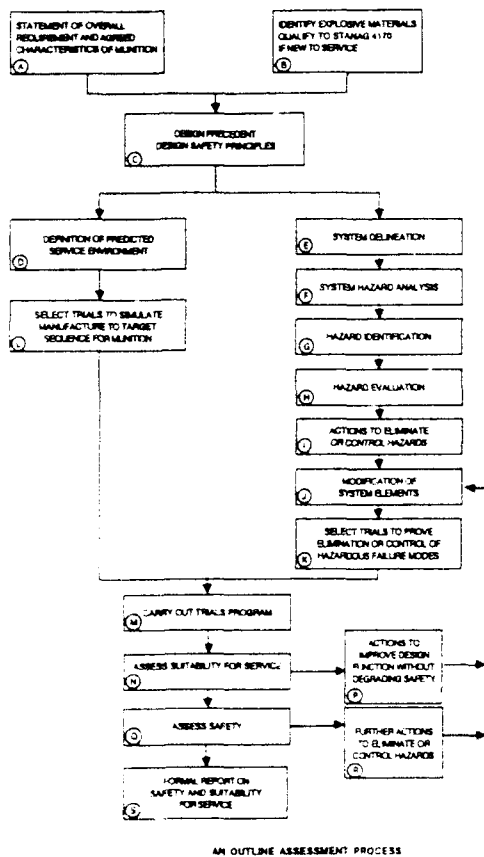 STATEMENT OF OVERALL
REQUIREMENT AND AGREED
CHARACTERISTICS OF MUNITION
A
IDENTIFY EXPLOSIVE MATERIALS
QUALIFY TO STANAG 4170
IF NEW TO SERVICE
B
DESIGN PRECEDENT
DESIGN SAFETY PRINCIPLES
C
DEFINITION OF PREDICTED
SERVICE ENVIRONMENT
D
SELECT TRIALS TO SIMULATE
MANUFACTURE TO TARGET
SEQUENCE FOR MUNITION
L
SYSTEM DELINEATION
E
SYSTEM HAZARD ANALYSIS
F
HAZARD IDENTIFICATION
G
HAZARD EVALUATION
H
ACTIONS TO ELIMINATE
OR CONTROL HAZARDS
I
MODIFICATION OF
SYSTEM ELEMENTS
J
SELECT TRIALS TO PROVE
ELIMINATION OR CONTROL OF
HAZARDOUS FAILURE MODES
K
CARRY OUT TRIALS PROGRAM
M
ASSESS SUITABILITY FOR SERVICE
N
ACTIONS TO
IMPROVE DESIGN
FUNCTION WITHOUT
DEGRADING SAFETY
P
ASSESS SAFETY
FURTHER ACTIONS
TO ELIMINATE OR
CONTROL HAZARDS
R
FORMAL REPORT ON
SAFETY AND SUITABILITY
FOR SERVICE
S
AN OUTLINE ASSESSMENT PROCESS